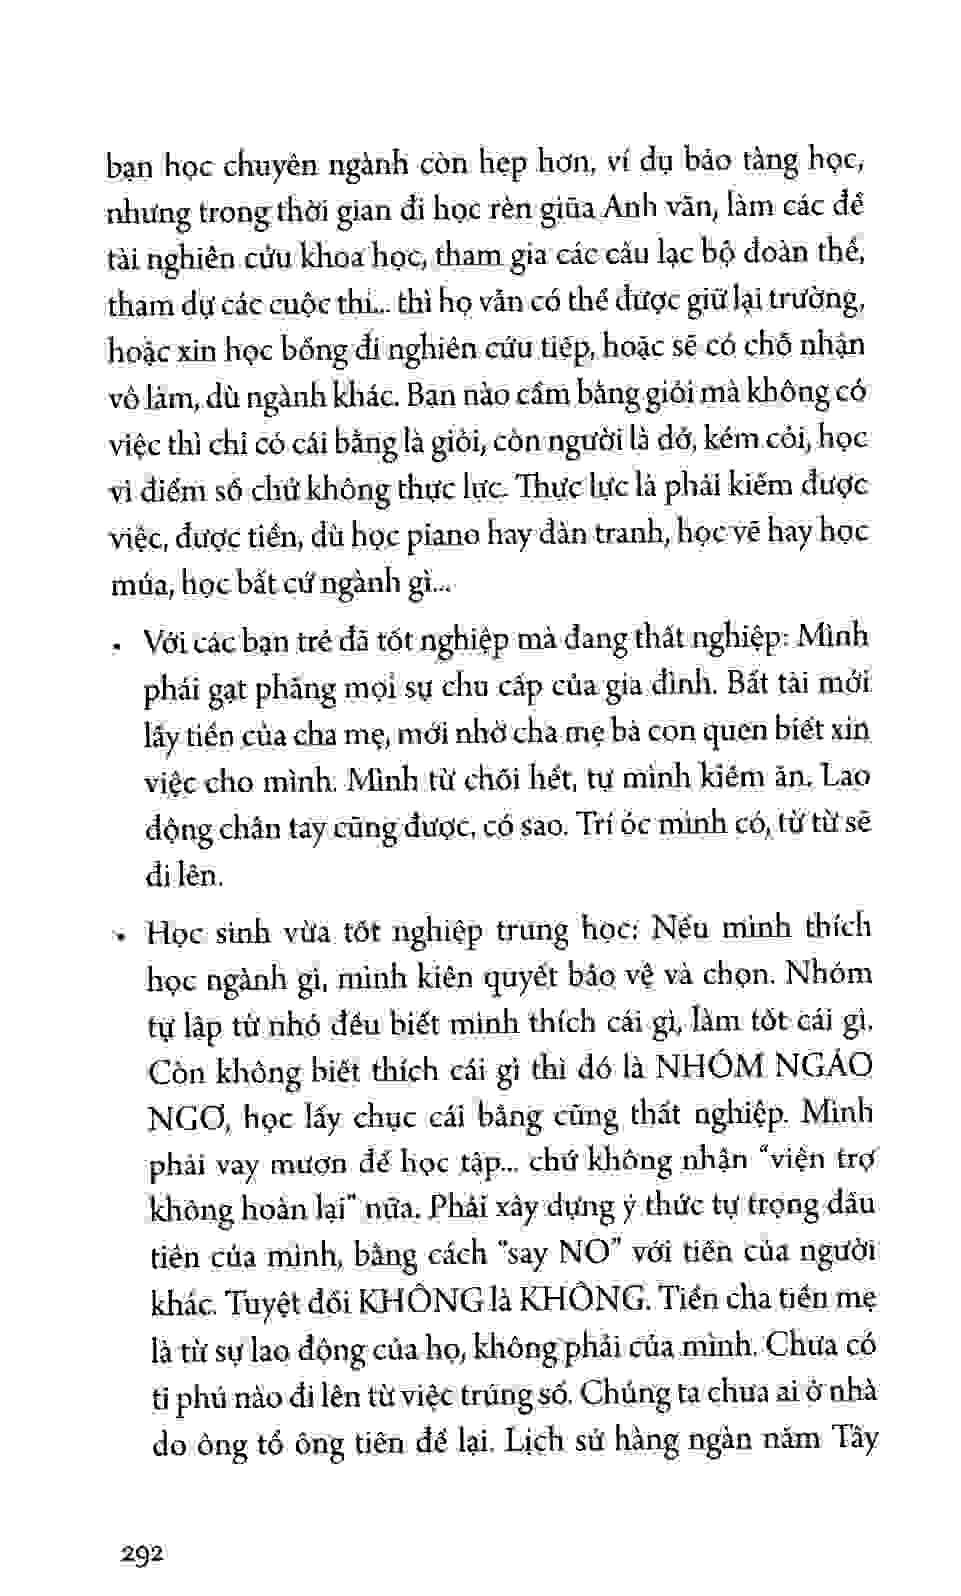 bạn học chuyên ngành còn hẹp hơn, ví dụ bảo tàng học,
nhưng trong thời gian đi học rèn giũa Anh văn, làm các đề
tài nghiên cứu khoa học, tham gia các câu lạc bộ đoàn thể,
tham dự các cuộc thi... thì họ vẫn có thể được giữ lại trường,
hoặc xin học bổng đi nghiên cứu tiếp, hoặc sẽ có chỗ nhận
vô làm, dù ngành khác. Bạn nào cầm bằng giỏi mà không có
việc thì chỉ có cái bằng là giỏi, còn người là dở, kém cỏi, học
vì điểm số chứ không thực lực. Thực lực là phải kiếm được
việc, được tiền, dù học piano hay đàn tranh, học vẽ hay học
múa, học bất cứ ngành gì...
• Với các bạn trẻ đã tốt nghiệp mà đang thất nghiệp: Mình
phải gạt phăng mọi sự chu cấp của gia đình. Bất tài mới
lấy tiền của cha mẹ, mới nhờ cha mẹ bà con quen biết xin
việc cho mình. Mình từ chối hết, tự mình kiếm ăn. Lao
động chân tay cũng được, có sao. Trí óc mình có, từ từ sẽ
đi lên.
• Học sinh vừa tốt nghiệp trung học: Nếu mình thích
học ngành gì, mình kiên quyết bảo vệ và chọn. Nhóm
tự lập từ nhỏ đều biết mình thích cái gì, làm tốt cái gì.
Còn không biết thích cái gì thì đó là NHÓM NGÁO
NGƠ, học lấy chục cái bằng cũng thất nghiệp. Mình
phải vay mượn để học tập... chứ không nhận "viện trợ
không hoàn lại" nữa. Phải xây dựng ý thức tự trọng đầu
tiên của mình, bằng cách "say NO" với tiền của người
khác. Tuyệt đối KHÔNG là KHÔNG. Tiền cha tiền mẹ
là từ sự lao động của họ, không phải của mình. Chưa có
tỉ phú nào đi lên từ việc trúng số. Chúng ta chưa ai ở nhà
do ông tổ ông tiên để lại. Lịch sử hàng ngàn năm Tây
292